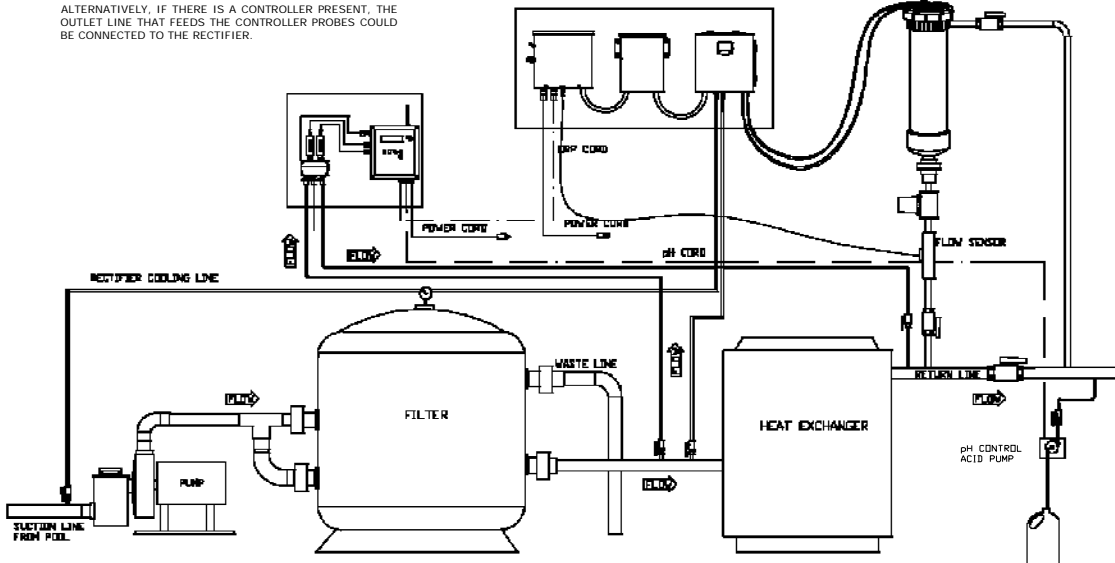 ALTERNATIVELY, IF THERE IS A CONTROLLER PRESENT, THE
OUTLET LINE THAT FEEDS THE CONTROLLER PROBES COULD
BE CONNECTED TO THE RECTIFIER.
ORP CORD
POWER CORD
POWER CORD
FLOW SENSOR
FLOW
FLOW
pH CORD
RECTIFIER COOLING LINE
WASTE LINE
FLOW
RETURN LINE
FLOW
FLOW
FILTER
HEAT EXCHANGER
pH CONTROL
ACID PUMP
PUMP
FLOW
SUCTION LINE
FROM POOL